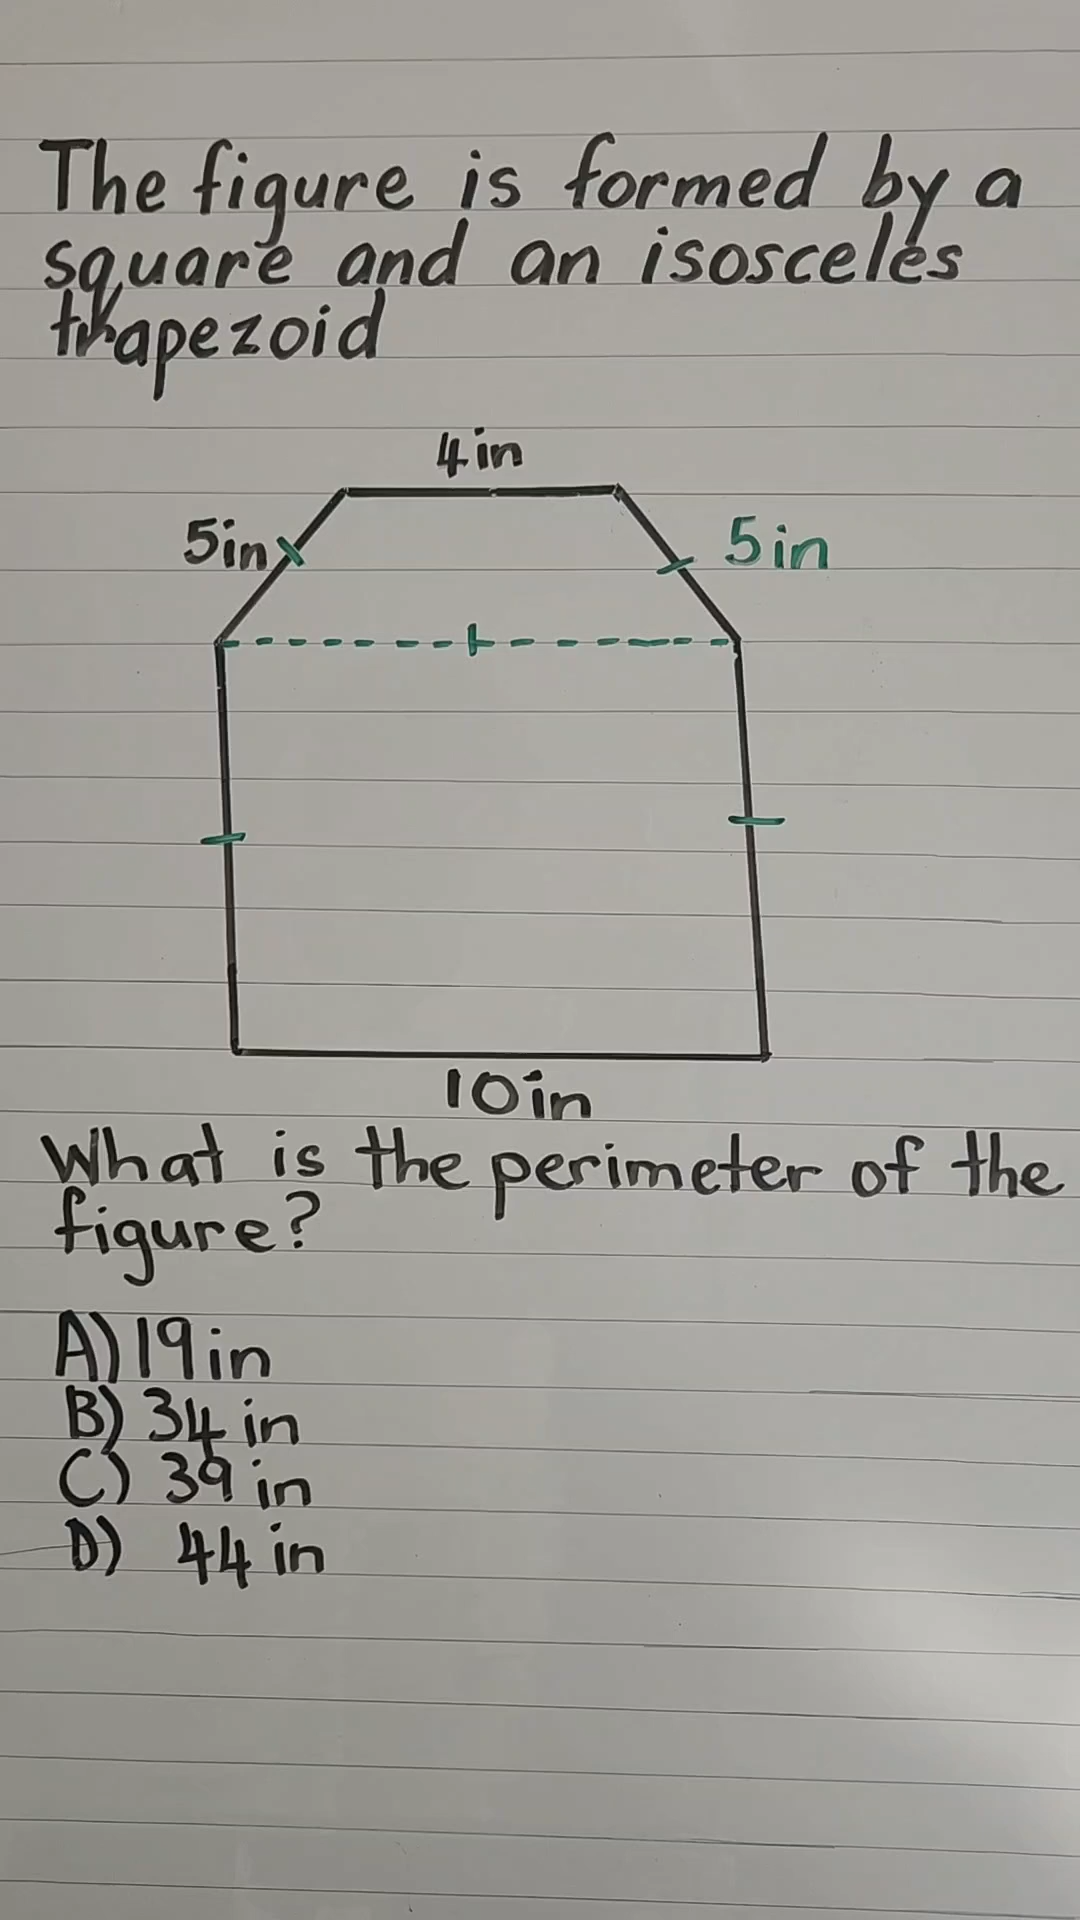 The figure is formed by a
square and an isosceles
trapezoid
4in
5in
5in
10in
What is the perimeter of the
figure?
A) 19in
B) 34 in
C) 39 in
D) 44 in